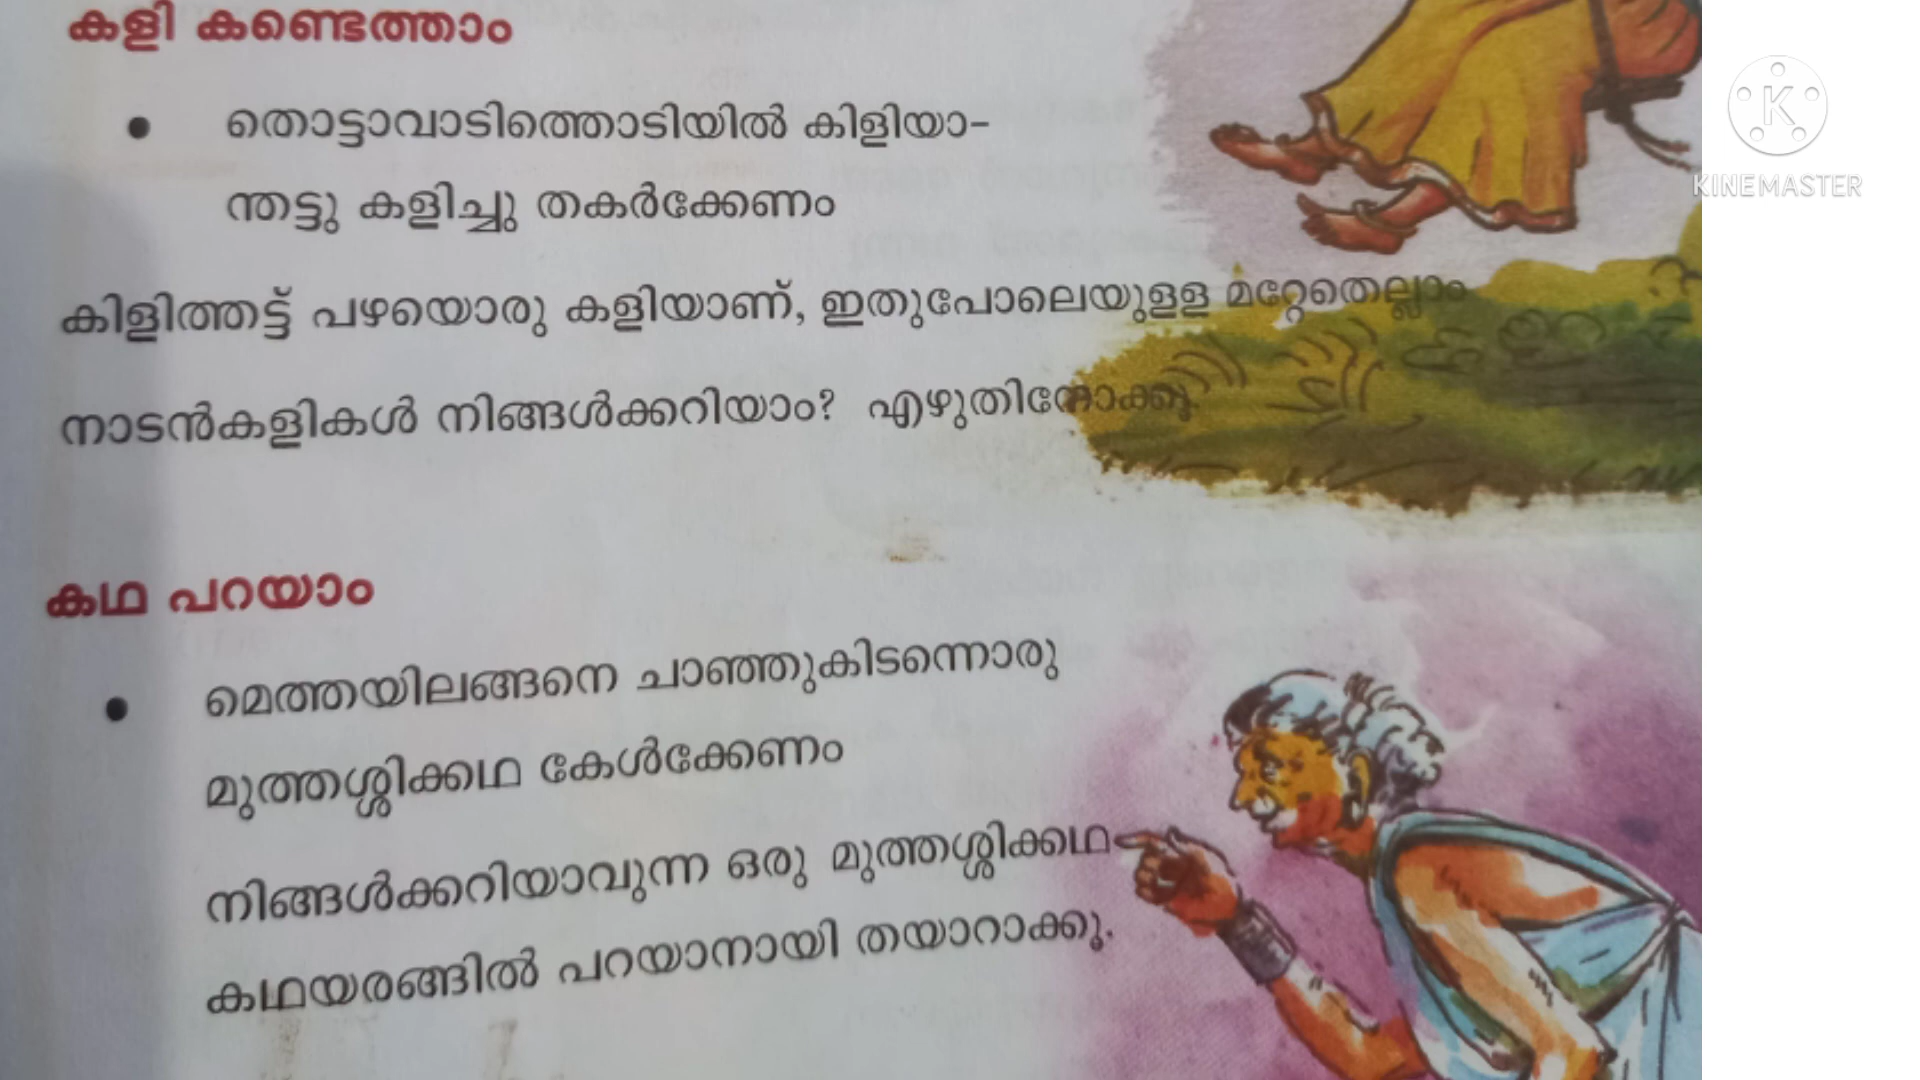 കളി കണ്ടെത്താം
• തൊട്ടാവാടിത്തൊടിയിൽ കിളിയാ-
ന്തട്ടു കളിച്ചു തകർക്കേണം
കിളിത്തട്ട് പഴയൊരു കളിയാണ്, ഇതുപോലെയുള്ള മറ്റേതെല്ലാം
നാടൻകളികൾ നിങ്ങൾക്കറിയാം? എഴുതിനോക്കൂ.
കഥ പറയാം
• മെത്തയിലങ്ങനെ ചാഞ്ഞുകിടന്നൊരു
മുത്തശ്ശിക്കഥ കേൾക്കേണം
നിങ്ങൾക്കറിയാവുന്ന ഒരു മുത്തശ്ശിക്കഥ
കഥയരങ്ങിൽ പറയാനായി തയാറാക്കൂ.
K
KINEMASTER